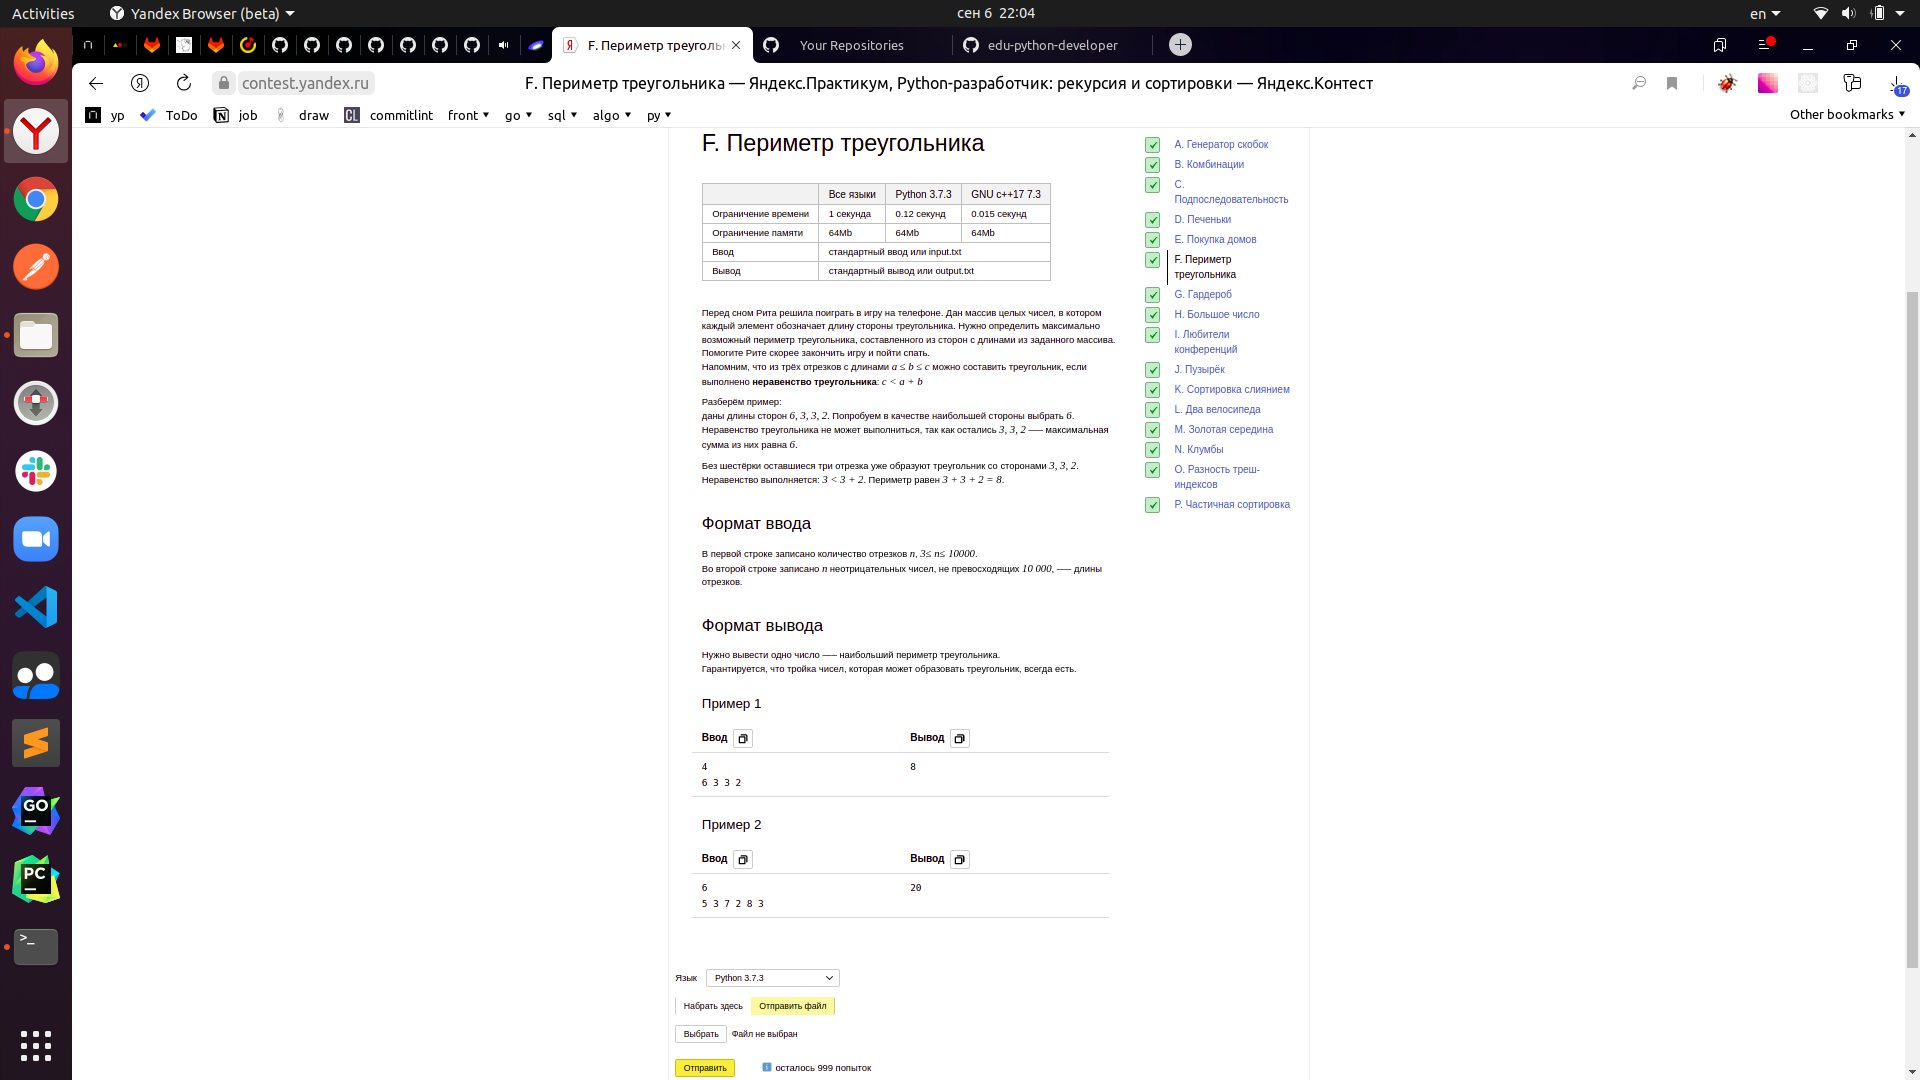 Activities
Yandex Browser (beta)
сен 6 22:04
en
F. Периметр треуголь
Your Repositories
edu-python-developer
contest.yandex.ru
F. Периметр треугольника — Яндекс.Практикум, Python-разработчик: рекурсия и сортировки — Яндекс.Контест
17
yp
ToDo
job
draw
CL
commitlint
front
go
sql
algo
py
Other bookmarks
F. Периметр треугольника
Все языки Python 3.7.3 GNU c++17 7.3
Ограничение времени 1 секунда 0.12 секунд 0.015 секунд
Ограничение памяти 64Mb 64Mb 64Mb
Ввод стандартный ввод или input.txt
Вывод стандартный вывод или output.txt
Перед сном Рита решила поиграть в игру на телефоне. Дан массив целых чисел, в котором
каждый элемент обозначает длину стороны треугольника. Нужно определить максимально
возможный периметр треугольника, составленного из сторон с длинами из заданного массива.
Помогите Рите скорее закончить игру и пойти спать.
Напомним, что из трёх отрезков с длинами a ≤ b ≤ c можно составить треугольник, если
выполнено неравенство треугольника: c < a + b
Разберём пример:
даны длины сторон 6, 3, 3, 2. Попробуем в качестве наибольшей стороны выбрать 6.
Неравенство треугольника не может выполниться, так как остались 3, 3, 2 —– максимальная
сумма из них равна 6.
Без шестёрки оставшиеся три отрезка уже образуют треугольник со сторонами 3, 3, 2.
Неравенство выполняется: 3 < 3 + 2. Периметр равен 3 + 3 + 2 = 8.
Формат ввода
В первой строке записано количество отрезков n, 3≤ n≤ 10000.
Во второй строке записано n неотрицательных чисел, не превосходящих 10 000, —– длины
отрезков.
Формат вывода
Нужно вывести одно число —– наибольший периметр треугольника.
Гарантируется, что тройка чисел, которая может образовать треугольник, всегда есть.
Пример 1
Ввод Вывод
4 8
6 3 3 2
Пример 2
Ввод Вывод
6 20
5 3 7 2 8 3
Язык Python 3.7.3
Набрать здесь Отправить файл
Выбрать Файл не выбран
Отправить осталось 999 попыток
A. Генератор скобок
B. Комбинации
C.
Подпоследовательность
D. Печеньки
E. Покупка домов
F. Периметр
треугольника
G. Гардероб
H. Большое число
I. Любители
конференций
J. Пузырёк
K. Сортировка слиянием
L. Два велосипеда
M. Золотая середина
N. Клумбы
O. Разность треш-
индексов
P. Частичная сортировка
GO
PC
>_